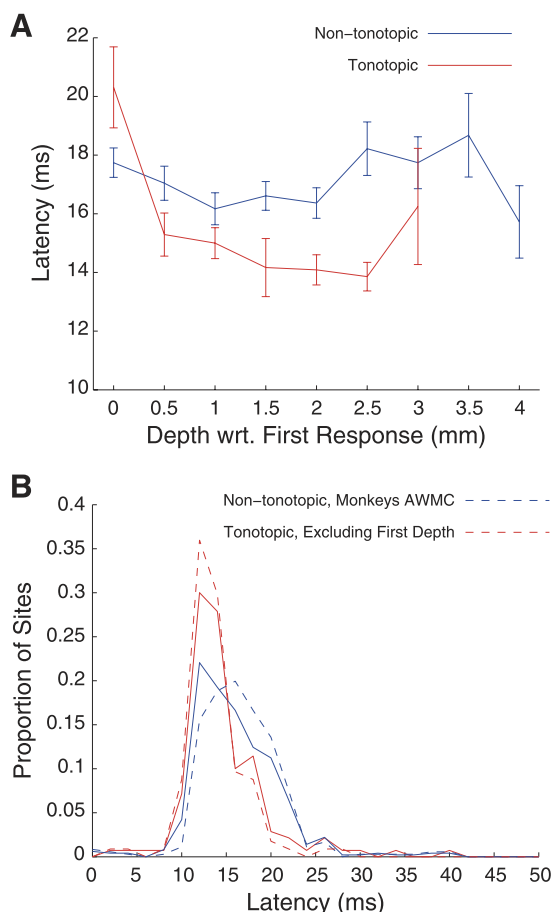 A
Non-tonotopic
Tonotopic
Latency (ms)
22
20
18
16
14
12
10
0 0.5 1 1.5 2 2.5 3 3.5 4
Depth wrt. First Response (mm)
B
Non-tonotopic, Monkeys AWMC
Tonotopic, Excluding First Depth
Proportion of Sites
0.4
0.35
0.3
0.25
0.2
0.15
0.1
0.05
0
0 5 10 15 20 25 30 35 40 45 50
Latency (ms)